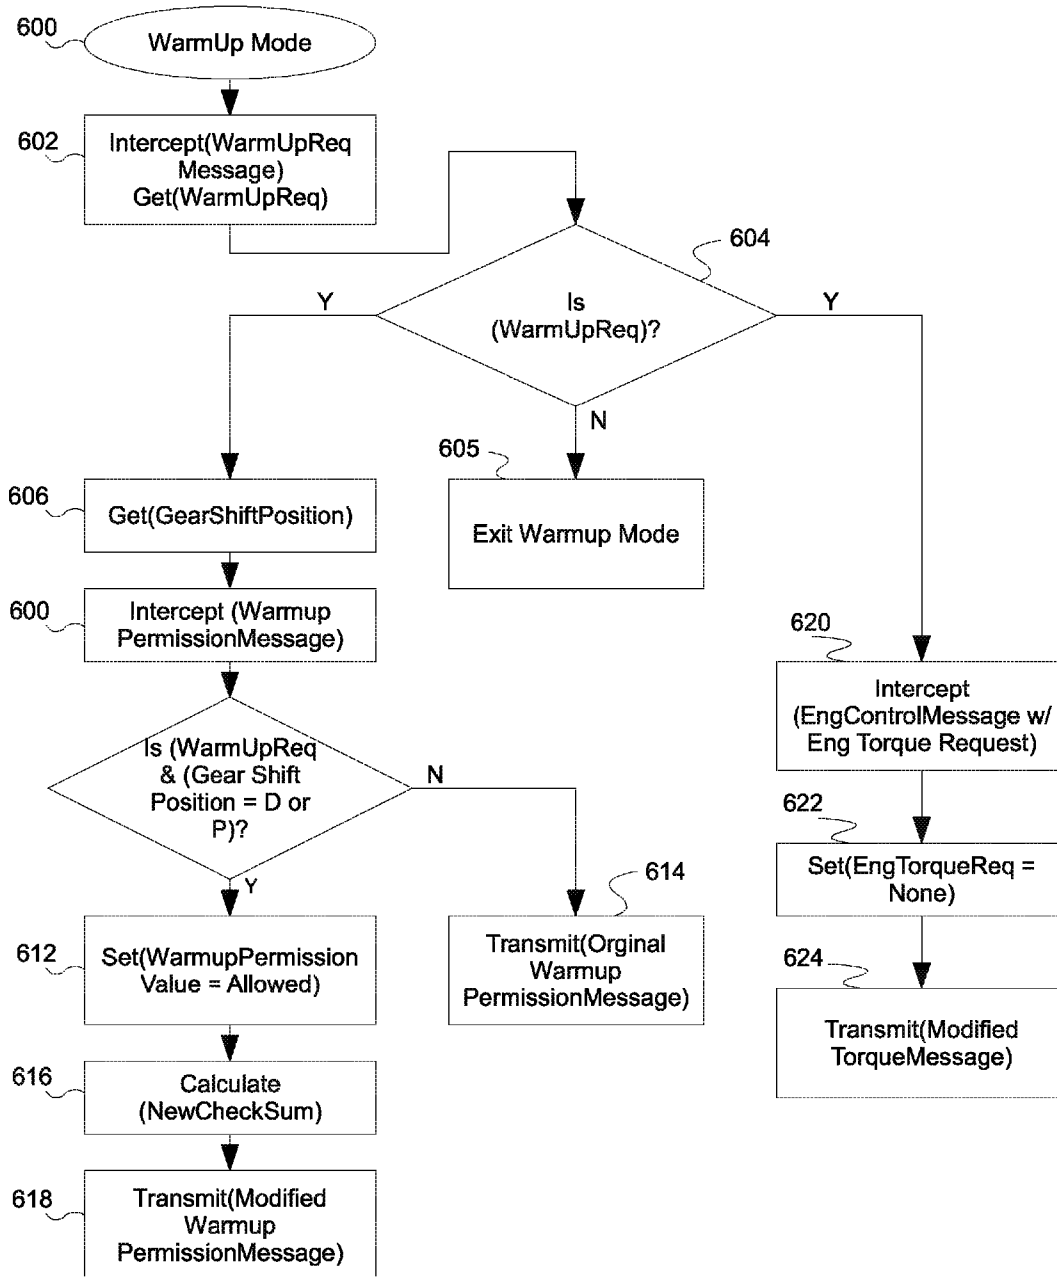 600
WarmUp Mode
602
Intercept(WarmUpReq
Message)
Get(WarmUpReq)
604
Is
(WarmUpReq)?
Y
Y
N
605
Exit Warmup Mode
606
Get(GearShiftPosition)
600
Intercept (Warmup
PermissionMessage)
Is (WarmUpReq
& (Gear Shift
Position = D or
P)?
N
Y
612
Set(WarmupPermission
Value = Allowed)
614
Transmit(Orginal
Warmup
PermissionMessage)
616
Calculate
(NewCheckSum)
618
Transmit(Modified
Warmup
PermissionMessage)
620
Intercept
(EngControlMessage w/
Eng Torque Request)
622
Set(EngTorqueReq =
None)
624
Transmit(Modified
TorqueMessage)